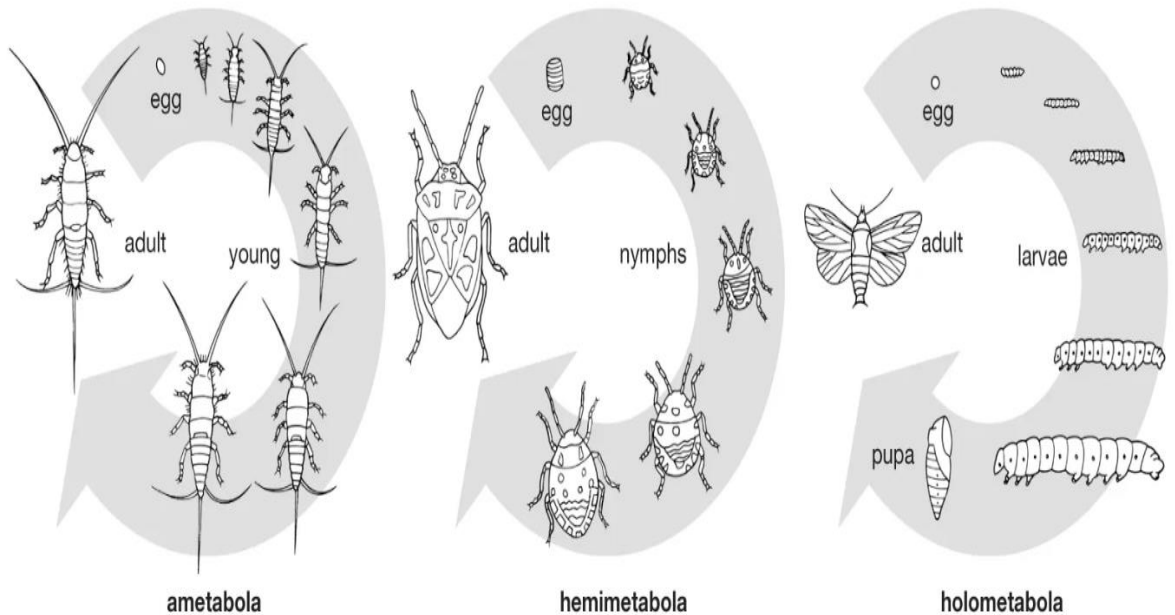 egg
adult
young
ametabola
egg
adult
nymphs
hemimetabola
egg
adult
larvae
pupa
holometabola